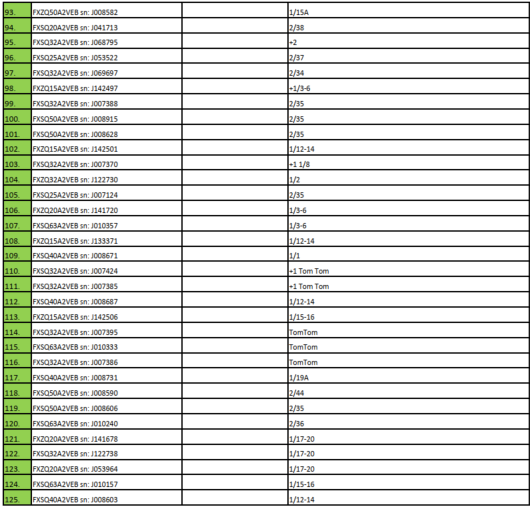 93. FXZQ50A2VEB sn: J008582 1/15A
94. FXSQ20A2VEB sn: J041713 2/38
95. FXSQ32A2VEB sn: J068795 +2
96. FXSQ25A2VEB sn: J053522 2/37
97. FXSQ32A2VEB sn: J069697 2/34
98. FXZQ15A2VEB sn: J142497 +1/3-6
99. FXSQ32A2VEB sn: J007388 2/35
100. FXSQ50A2VEB sn: J008915 2/35
101. FXSQ50A2VEB sn: J008628 2/35
102. FXZQ15A2VEB sn: J142501 1/12-14
103. FXSQ32A2VEB sn: J007370 +1 1/8
104. FXZQ32A2VEB sn: J122730 1/2
105. FXSQ25A2VEB sn: J007124 2/35
106. FXZQ20A2VEB sn: J141720 1/3-6
107. FXSQ63A2VEB sn: J010357 1/3-6
108. FXZQ15A2VEB sn: J133371 1/12-14
109. FXSQ40A2VEB sn: J008671 1/1
110. FXSQ32A2VEB sn: J007424 +1 Tom Tom
111. FXSQ32A2VEB sn: J007385 +1 Tom Tom
112. FXSQ40A2VEB sn: J008687 1/12-14
113. FXZQ15A2VEB sn: J142506 1/15-16
114. FXSQ32A2VEB sn: J007395 TomTom
115. FXSQ63A2VEB sn: J010333 TomTom
116. FXSQ32A2VEB sn: J007386 TomTom
117. FXSQ40A2VEB sn: J008731 1/19A
118. FXSQ50A2VEB sn: J008590 2/44
119. FXSQ50A2VEB sn: J008606 2/35
120. FXSQ63A2VEB sn: J010240 2/36
121. FXZQ20A2VEB sn: J141678 1/17-20
122. FXSQ32A2VEB sn: J122738 1/17-20
123. FXZQ20A2VEB sn: J053964 1/17-20
124. FXSQ63A2VEB sn: J010157 1/15-16
125. FXSQ40A2VEB sn: J008603 1/12-14